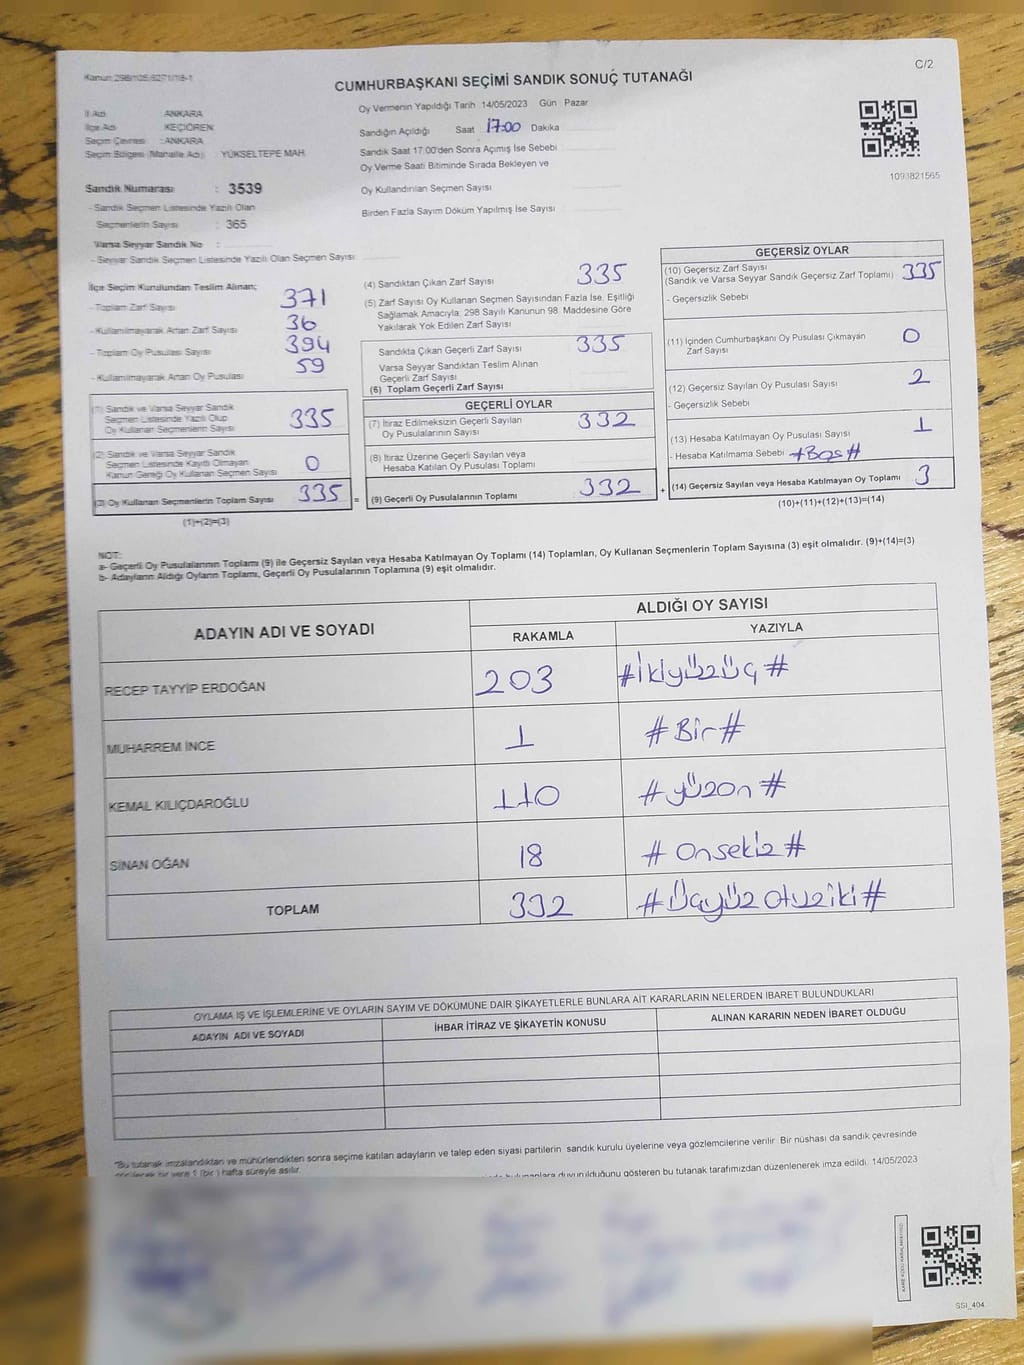 Kanun:298/105,6271/18-1
C/2
CUMHURBAŞKANI SEÇİMİ SANDIK SONUÇ TUTANAĞI
İl Adı ANKARA
İlçe Adı KEÇİÖREN
Seçim Çevresi : ANKARA
Seçim Bölgesi (Mahalle Adı) : YÜKSELTEPE MAH.
Sandık Numarası : 3539
- Sandık Seçmen Listesinde Yazılı Olan
Seçmenlerin Sayısı : 365
Varsa Seyyar Sandık No :
- Seyyar Sandık Seçmen Listesinde Yazılı Olan Seçmen Sayısı
Oy Vermenin Yapıldığı Tarih 14/05/2023 Gün Pazar
Sandığın Açıldığı Saat 17:00 Dakika
Sandık Saat 17:00'den Sonra Açımış İse Sebebi
Oy Verme Saati Bitiminde Sırada Bekleyen ve
Oy Kullandırılan Seçmen Sayısı
Birden Fazla Sayım Döküm Yapılmış İse Sayısı
1093821565
İlçe Seçim Kurulundan Teslim Alınan;
- Toplam Zarf Sayısı 371
- Kullanılmayarak Artan Zarf Sayısı 36
- Toplam Oy Pusulası Sayısı 394
- Kullanılmayarak Artan Oy Pusulası 59
(1) Sandık ve Varsa Seyyar Sandık
Seçmen Listesinde Yazılı Olup
Oy Kullanan Seçmenlerin Sayısı 335
(2) Sandık ve Varsa Seyyar Sandık
Seçmen Listesinde Kayıtlı Olmayan
Kanun Gereği Oy Kullanan Seçmen Sayısı 0
(3) Oy Kullanan Seçmenlerin Toplam Sayısı 335 =
(1)+(2)=(3)
(4) Sandıktan Çıkan Zarf Sayısı 335
(5) Zarf Sayısı Oy Kullanan Seçmen Sayısından Fazla İse, Eşitliği
Sağlamak Amacıyla, 298 Sayılı Kanunun 98. Maddesine Göre
Yakılarak Yok Edilen Zarf Sayısı
Sandıkta Çıkan Geçerli Zarf Sayısı 335
Varsa Seyyar Sandıktan Teslim Alınan
Geçerli Zarf Sayısı
(6) Toplam Geçerli Zarf Sayısı
GEÇERLİ OYLAR
(7) İtiraz Edilmeksizin Geçerli Sayılan
Oy Pusulalarının Sayısı 332
(8) İtiraz Üzerine Geçerli Sayılan veya
Hesaba Katılan Oy Pusulası Toplamı
(9) Geçerli Oy Pusulalarının Toplamı 332 +
GEÇERSİZ OYLAR
(10) Geçersiz Zarf Sayısı
(Sandık ve Varsa Seyyar Sandık Geçersiz Zarf Toplamı) 335
- Geçersizlik Sebebi
(11) İçinden Cumhurbaşkanı Oy Pusulası Çıkmayan
Zarf Sayısı 0
(12) Geçersiz Sayılan Oy Pusulası Sayısı 2
- Geçersizlik Sebebi
(13) Hesaba Katılmayan Oy Pusulası Sayısı 1
- Hesaba Katılmama Sebebi #Boş#
(14) Geçersiz Sayılan veya Hesaba Katılmayan Oy Toplamı 3
(10)+(11)+(12)+(13)=(14)
NOT:
a- Geçerli Oy Pusulalarının Toplamı (9) ile Geçersiz Sayılan veya Hesaba Katılmayan Oy Toplamı (14) Toplamları, Oy Kullanan Seçmenlerin Toplam Sayısına (3) eşit olmalıdır. (9)+(14)=(3)
b- Adayların Aldığı Oyların Toplamı, Geçerli Oy Pusulalarının Toplamına (9) eşit olmalıdır.
ADAYIN ADI VE SOYADI ALDIĞI OY SAYISI
RAKAMLA YAZIYLA
RECEP TAYYİP ERDOĞAN 203 #İkiyüzüç#
MUHARREM İNCE 1 #Bir#
KEMAL KILIÇDAROĞLU 110 #yüzon#
SİNAN OĞAN 18 #onsekiz#
TOPLAM 332 #Üçyüz otuziki#
OYLAMA İŞ VE İŞLEMLERİNE VE OYLARIN SAYIM VE DÖKÜMÜNE DAİR ŞİKAYETLERLE BUNLARA AİT KARARLARIN NELERDEN İBARET BULUNDUKLARI
ADAYIN ADI VE SOYADI İHBAR İTİRAZ VE ŞİKAYETİN KONUSU ALINAN KARARIN NEDEN İBARET OLDUĞU
"Bu tutanak imzalandıktan ve mühürlendikten sonra seçime katılan adayların ve talep eden siyasi partilerin sandık kurulu üyelerine veya gözlemcilerine verilir. Bir nüshası da sandık çevresinde
görülecek bir yere 1 (bir) hafta süreyle asılır.
bulunanlara duyurulduğunu gösteren bu tutanak tarafımızdan düzenlenerek imza edildi. 14/05/2023
SSİ_404